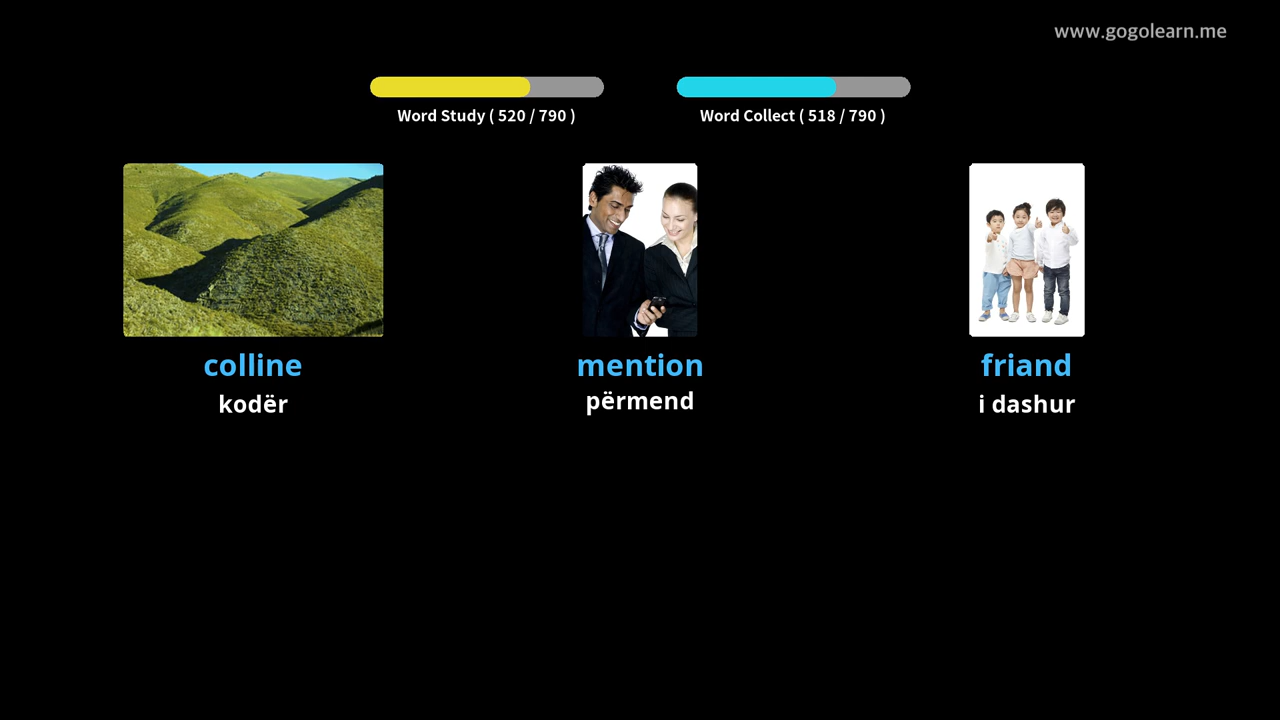 www.gogolearn.me
Word Study ( 520 / 790 )
Word Collect ( 518 / 790 )
colline
kodër
mention
përmend
friand
i dashur